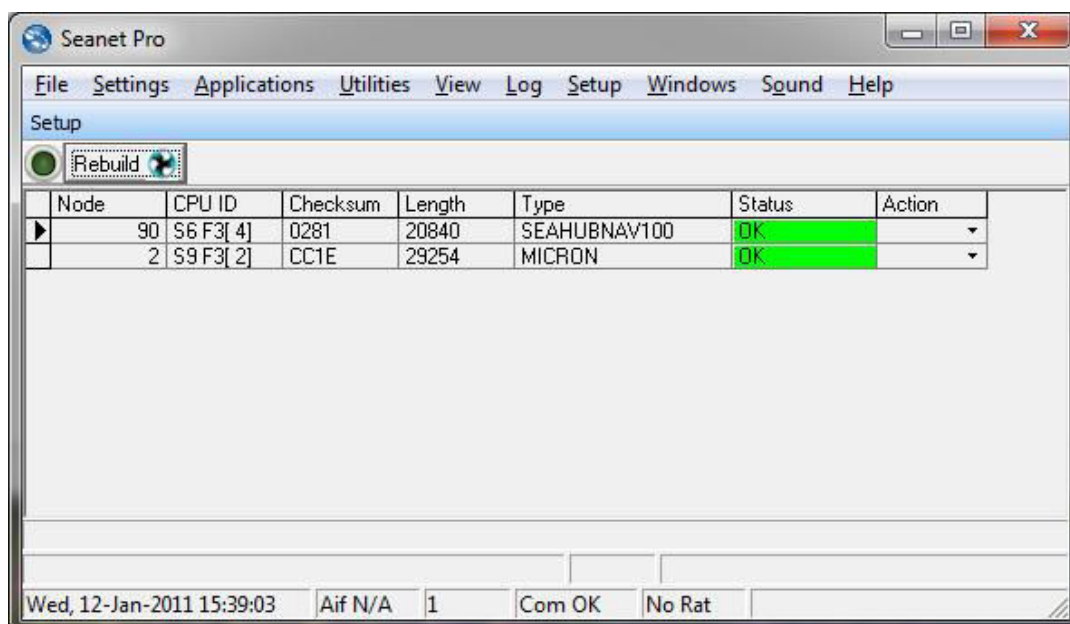 Seanet Pro
File Settings Applications Utilities View Log Setup Windows Sound Help
Setup
Rebuild
Node CPU ID Checksum Length Type Status Action
90 S6 F3[ 4] 0281 20840 SEAHUBNAV100 OK
2 S9 F3[ 2] CC1E 29254 MICRON OK
Wed, 12-Jan-2011 15:39:03 Aif N/A 1 Com OK No Rat